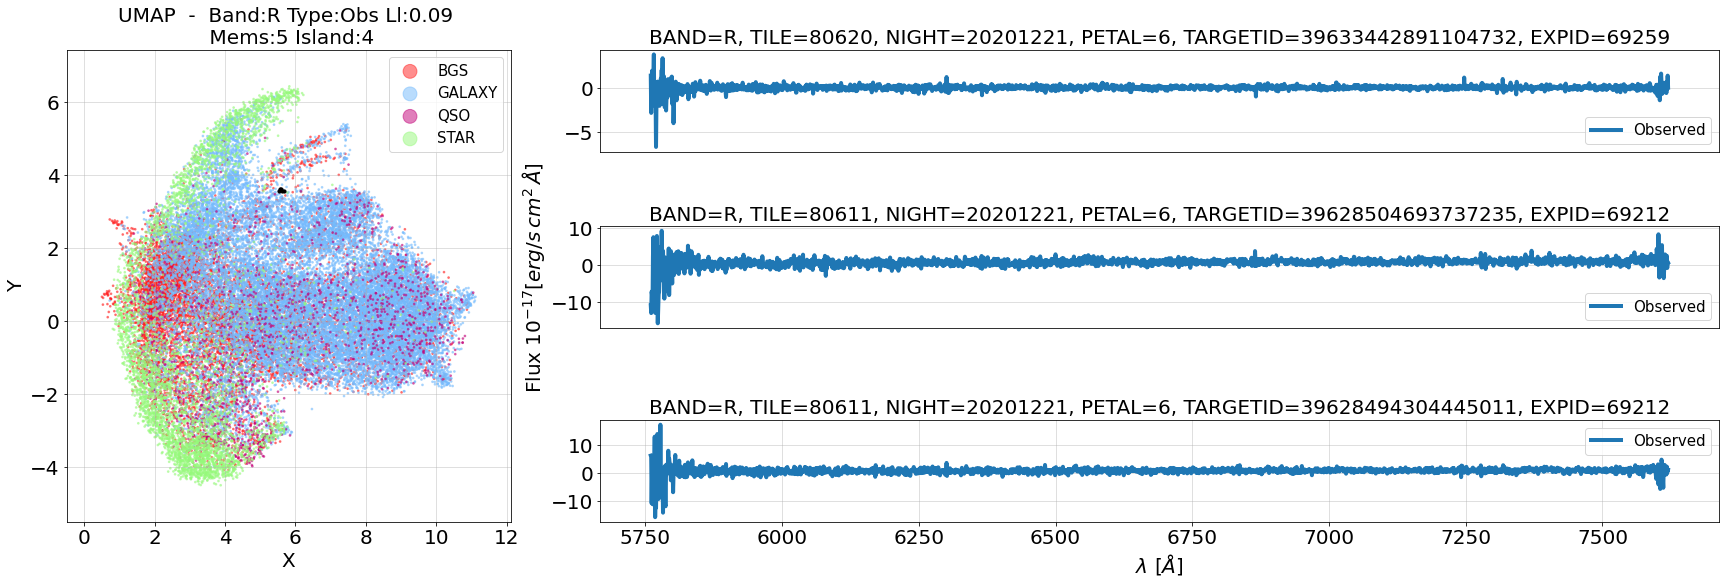 UMAP - Band:R Type:Obs Ll:0.09
Mems:5 Island:4
BGS
GALAXY
QSO
STAR
6
4
2
0
−2
−4
Y
0 2 4 6 8 10 12
X
BAND=R, TILE=80620, NIGHT=20201221, PETAL=6, TARGETID=39633442891104732, EXPID=69259
0
−5
Observed
BAND=R, TILE=80611, NIGHT=20201221, PETAL=6, TARGETID=39628504693737235, EXPID=69212
10
0
−10
Observed
Flux 10⁻¹⁷[erg/s cm² Å]
BAND=R, TILE=80611, NIGHT=20201221, PETAL=6, TARGETID=39628494304445011, EXPID=69212
10
0
−10
Observed
5750 6000 6250 6500 6750 7000 7250 7500
λ [Å]